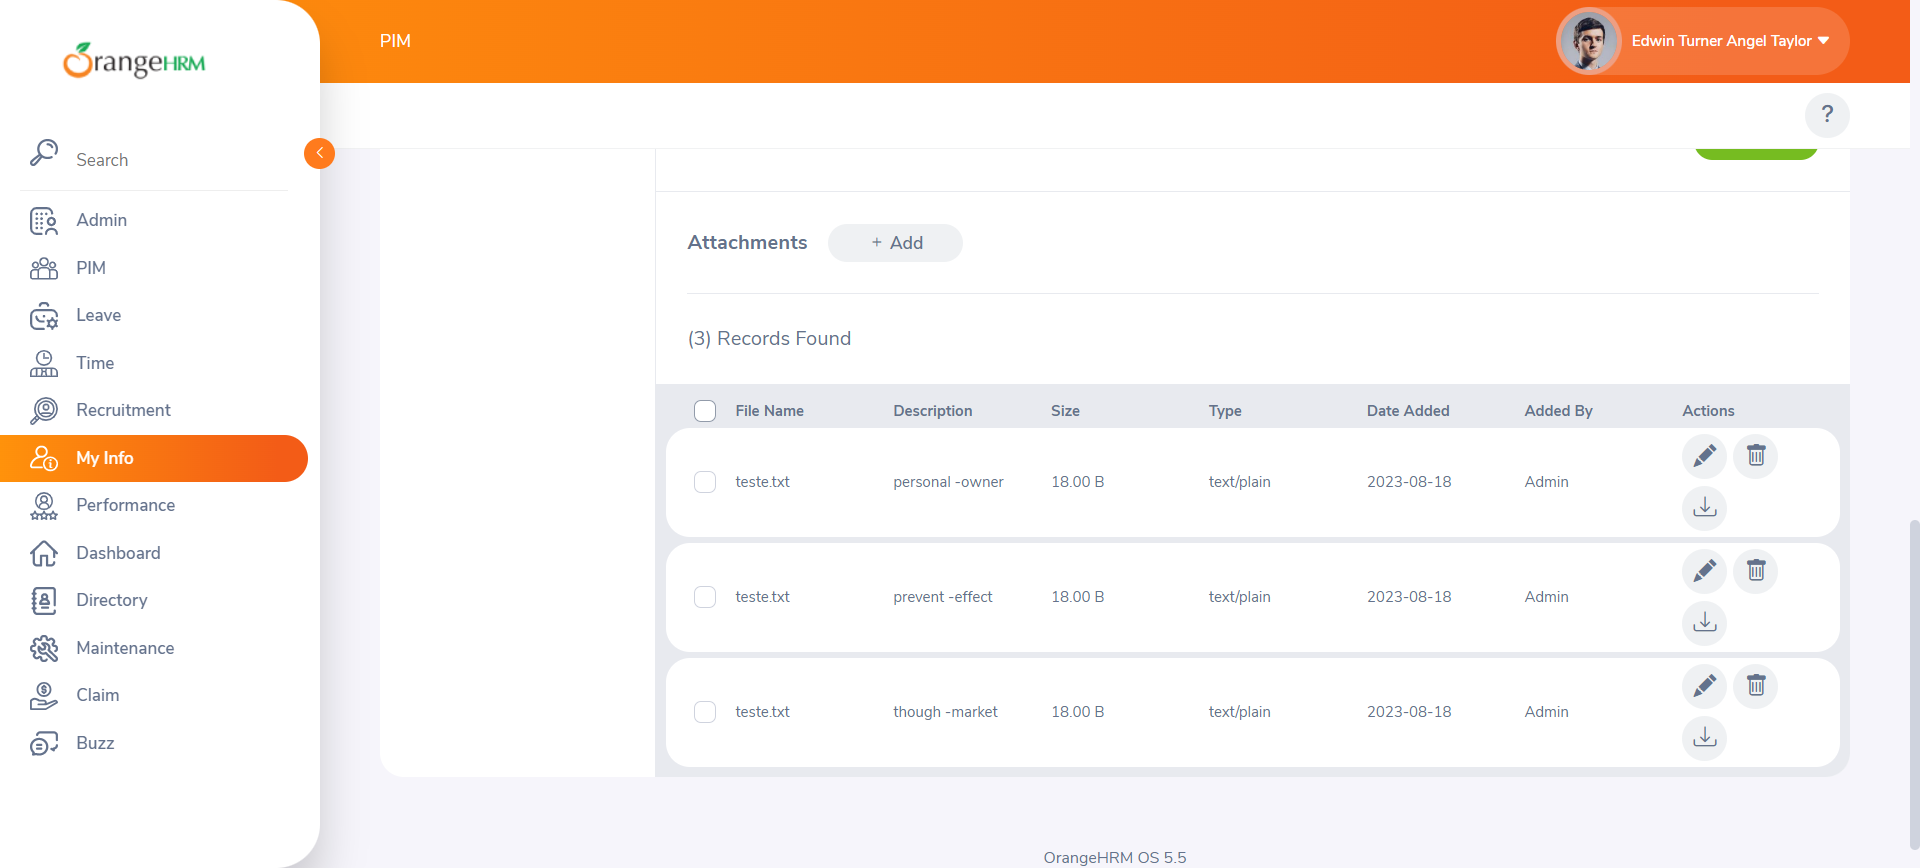 OrangeHRM
PIM
Edwin Turner Angel Taylor
?
Search
Admin
PIM
Leave
Time
Recruitment
My Info
Performance
Dashboard
Directory
Maintenance
Claim
Buzz
Attachments + Add
(3) Records Found
File Name Description Size Type Date Added Added By Actions
teste.txt personal -owner 18.00 B text/plain 2023-08-18 Admin
teste.txt prevent -effect 18.00 B text/plain 2023-08-18 Admin
teste.txt though -market 18.00 B text/plain 2023-08-18 Admin
OrangeHRM OS 5.5